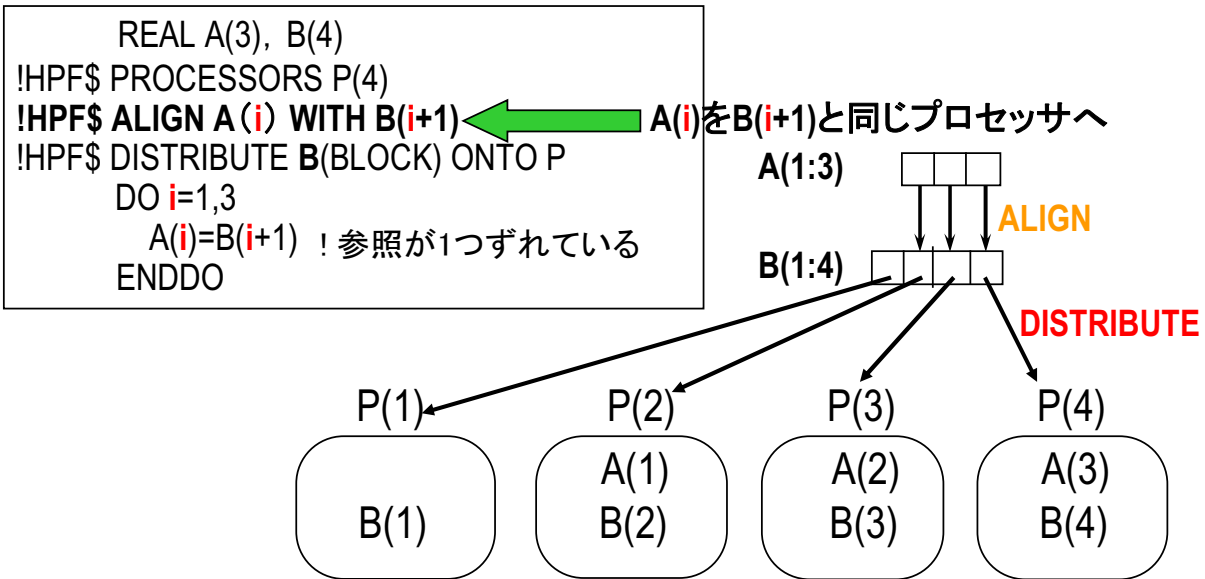 REAL A(3), B(4)
!HPF$ PROCESSORS P(4)
!HPF$ ALIGN A(i) WITH B(i+1)
!HPF$ DISTRIBUTE B(BLOCK) ONTO P
DO i=1,3
A(i)=B(i+1) !参照が1つずれている
ENDDO
A(i)をB(i+1)と同じプロセッサへ
A(1:3)
ALIGN
B(1:4)
DISTRIBUTE
P(1) P(2) P(3) P(4)
A(1) A(2) A(3)
B(1) B(2) B(3) B(4)